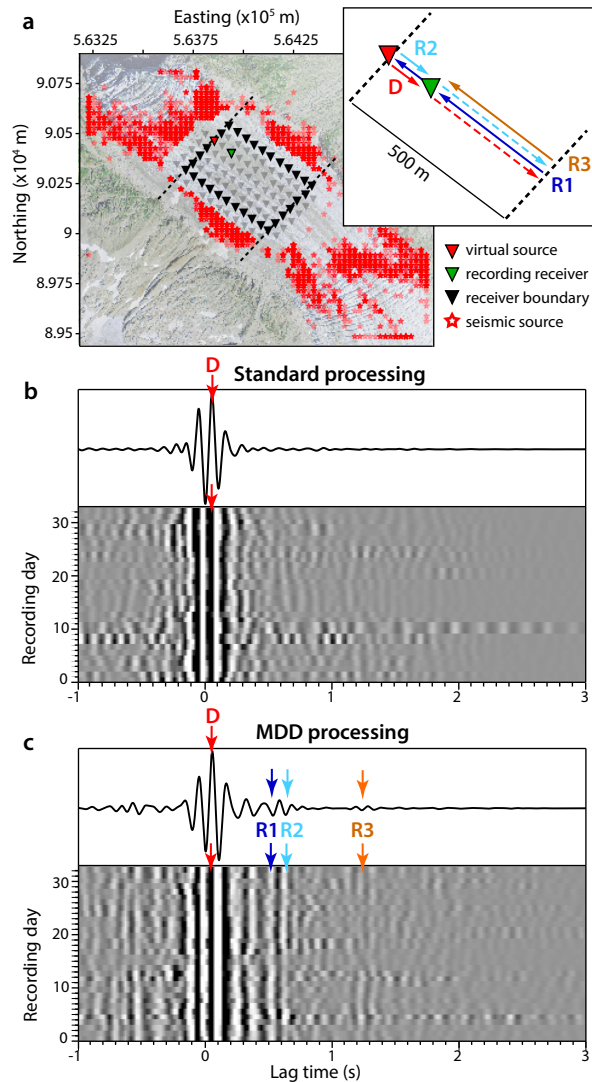 a
Easting (x10⁵ m)
5.6325 5.6375 5.6425
Northing (x10⁴ m)
9.075
9.05
9.025
9
8.975
8.95
R2
D
500 m
R3
R1
virtual source
recording receiver
receiver boundary
seismic source
b
D
Standard processing
Recording day
30
20
10
0
-1 0 1 2 3
D
c
MDD processing
R1 R2 R3
Recording day
30
20
10
0
-1 0 1 2 3
Lag time (s)